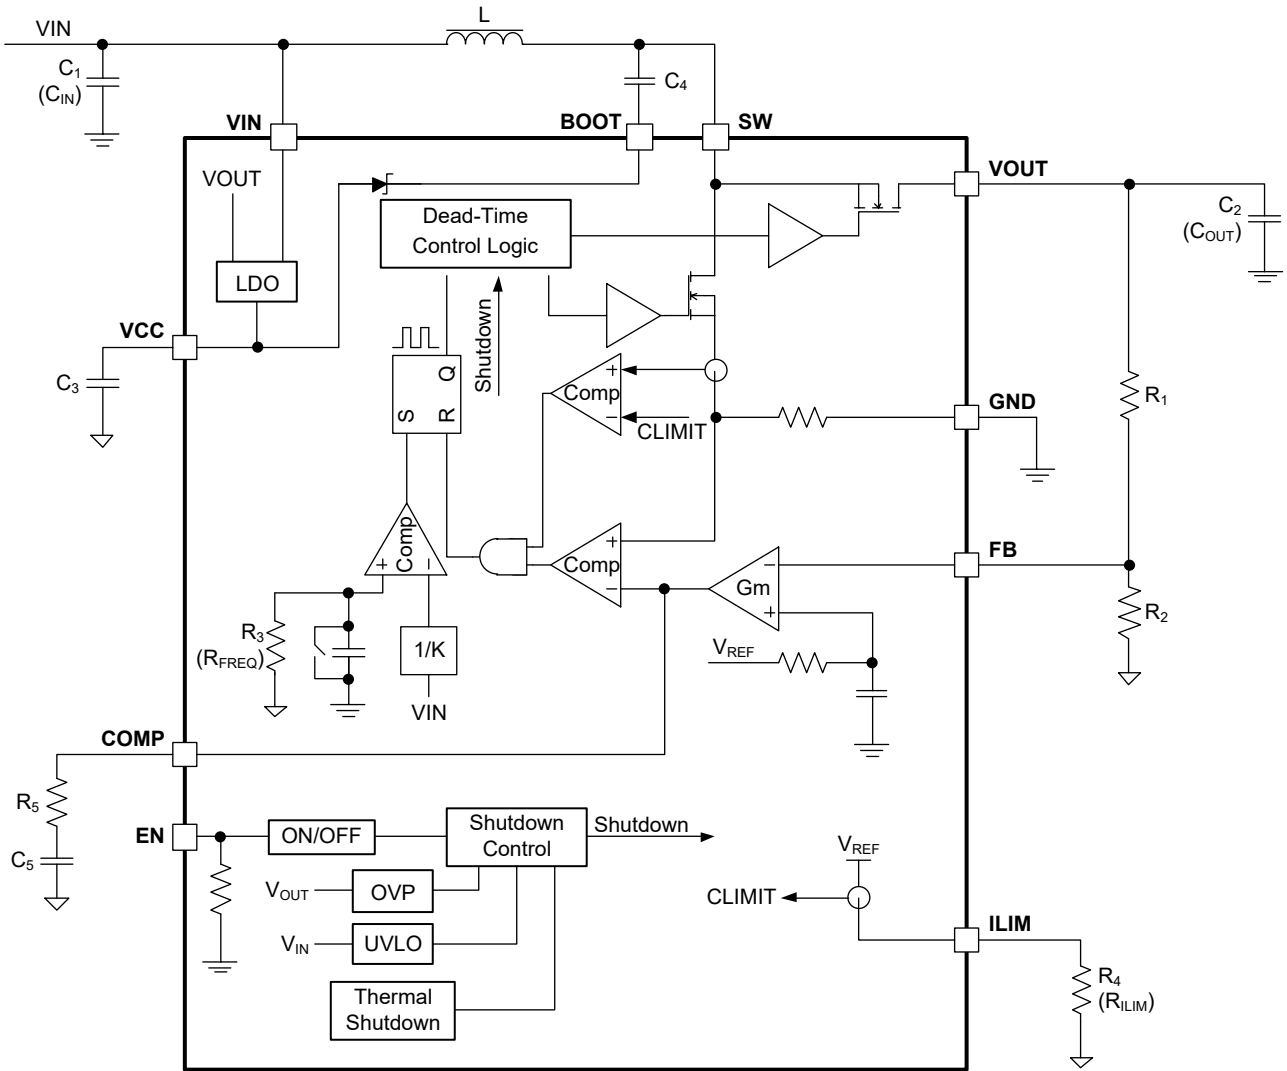 VIN
L
C1
(CIN)
C4
VIN
BOOT
SW
VOUT
VOUT
C2
(COUT)
Dead-Time
Control Logic
LDO
Shutdown
VCC
C3
S
Q
R
+
Comp
−
CLIMIT
GND
R1
Comp
+
−
+
Comp
−
FB
−
Gm
+
R2
R3
(RFREQ)
1/K
VREF
VIN
COMP
R5
C5
EN
ON/OFF
Shutdown
Control
Shutdown
VOUT
OVP
VIN
UVLO
Thermal
Shutdown
VREF
CLIMIT
ILIM
R4
(RILIM)